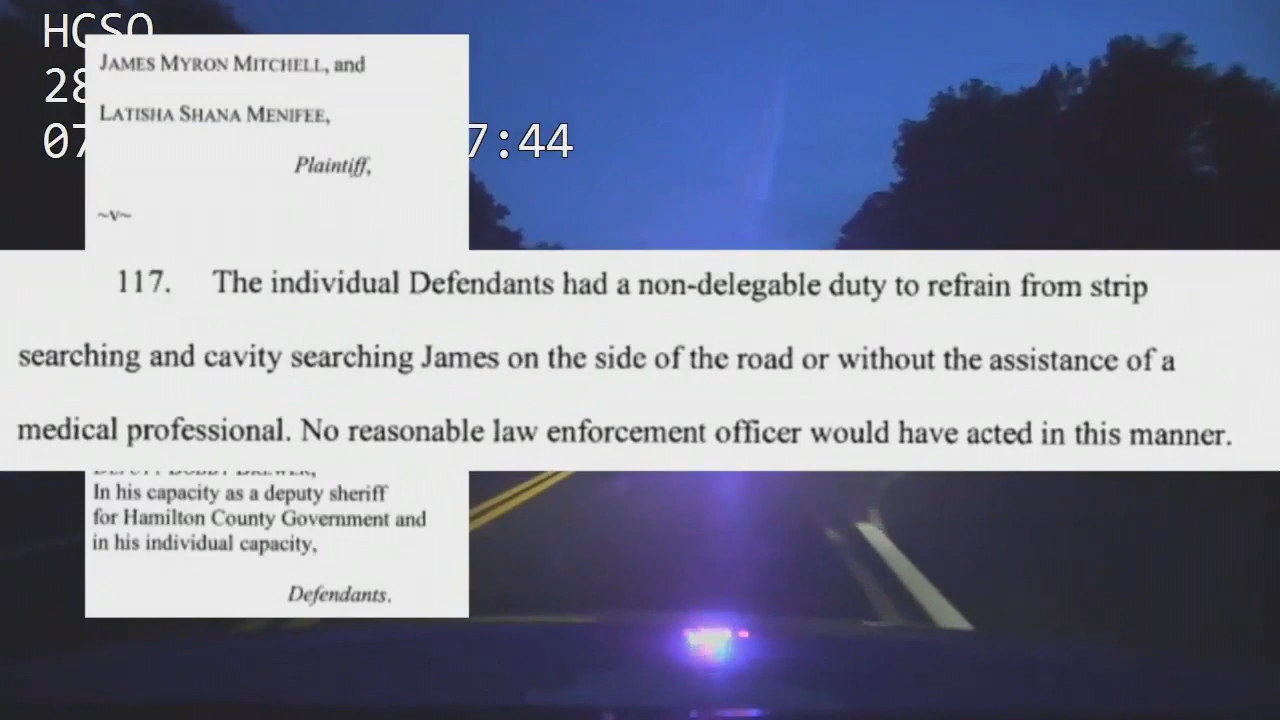 HCSO
28
07
7:44
JAMES MYRON MITCHELL, and
LATISHA SHANA MENIFEE,
Plaintiff,
~v~
117. The individual Defendants had a non-delegable duty to refrain from strip
searching and cavity searching James on the side of the road or without the assistance of a
medical professional. No reasonable law enforcement officer would have acted in this manner.
DEPUTY BOBBY BREWER,
In his capacity as a deputy sheriff
for Hamilton County Government and
in his individual capacity,
Defendants.